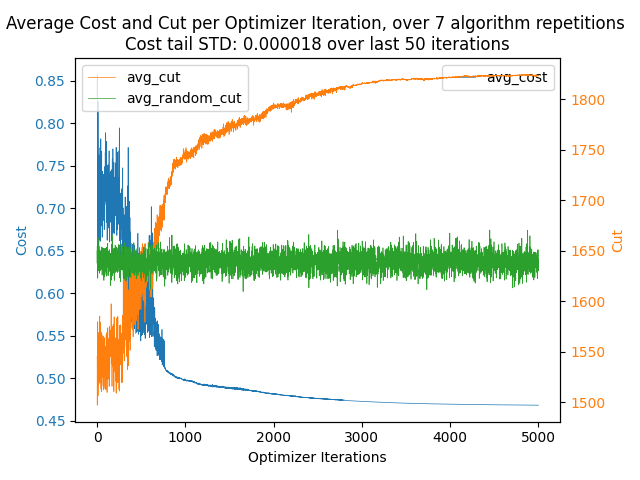 Average Cost and Cut per Optimizer Iteration, over 7 algorithm repetitions
Cost tail STD: 0.000018 over last 50 iterations
avg_cut
avg_random_cut
avg_cost
0.85
0.80
0.75
0.70
0.65
0.60
0.55
0.50
0.45
Cost
1800
1750
1700
1650
1600
1550
1500
Cut
0
1000
2000
3000
4000
5000
Optimizer Iterations